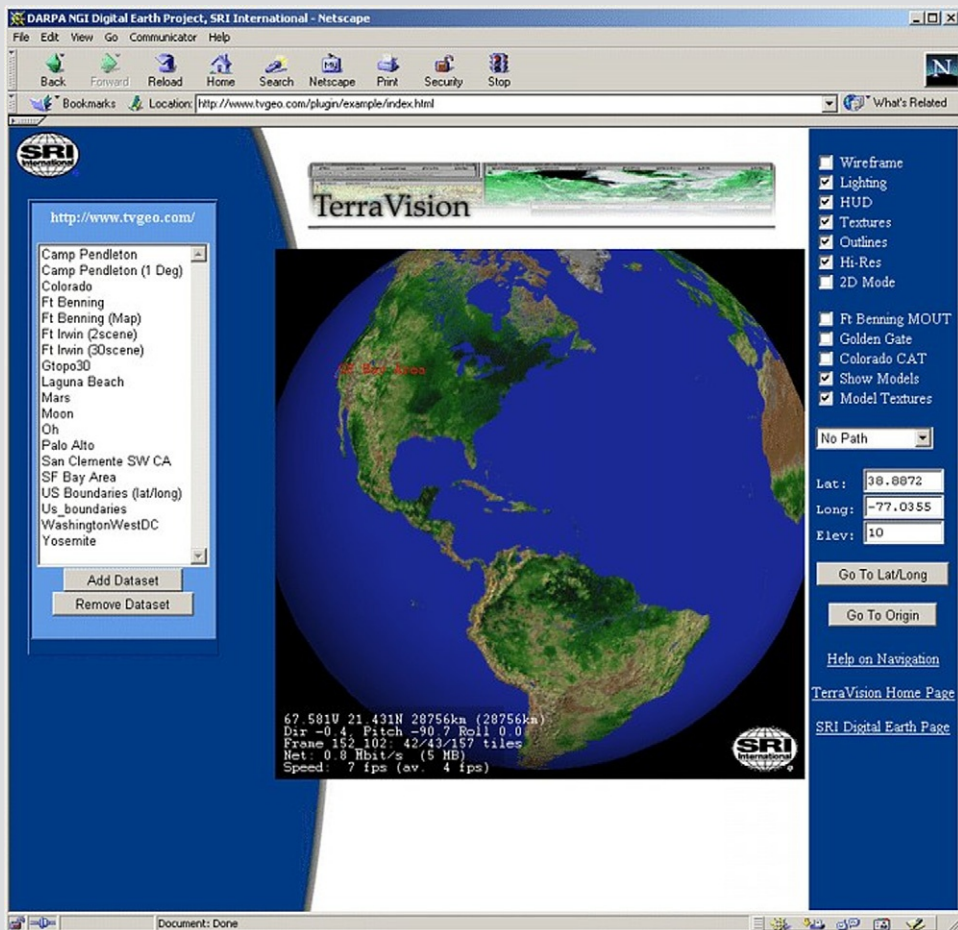 DARPA NGI Digital Earth Project, SRI International - Netscape
File Edit View Go Communicator Help
Back Forward Reload Home Search Netscape Print Security Stop
N
Bookmarks Location: http://www.tvgeo.com/plugin/example/index.html What's Related
SRI
International
http://www.tvgeo.com/
Camp Pendleton
Camp Pendleton (1 Deg)
Colorado
Ft Benning
Ft Benning (Map)
Ft Irwin (2scene)
Ft Irwin (30scene)
Gtopo30
Laguna Beach
Mars
Moon
Oh
Palo Alto
San Clemente SW CA
SF Bay Area
US Boundaries (lat/long)
Us_boundaries
WashingtonWestDC
Yosemite
Add Dataset
Remove Dataset
TerraVision
SF Bay Area
67.581W 21.431N 28756km (28756km)
Dir -0.4, Pitch -90.7 Roll 0.0
Frame 152_102: 42/43/157 tiles
Net: 0.8 Mbit/s (5 MB)
Speed: 7 fps (av. 4 fps)
SRI
International
Wireframe
Lighting
HUD
Textures
Outlines
Hi-Res
2D Mode
Ft Benning MOUT
Golden Gate
Colorado CAT
Show Models
Model Textures
No Path
Lat: 38.8872
Long: -77.0355
Elev: 10
Go To Lat/Long
Go To Origin
Help on Navigation
TerraVision Home Page
SRI Digital Earth Page
Document: Done